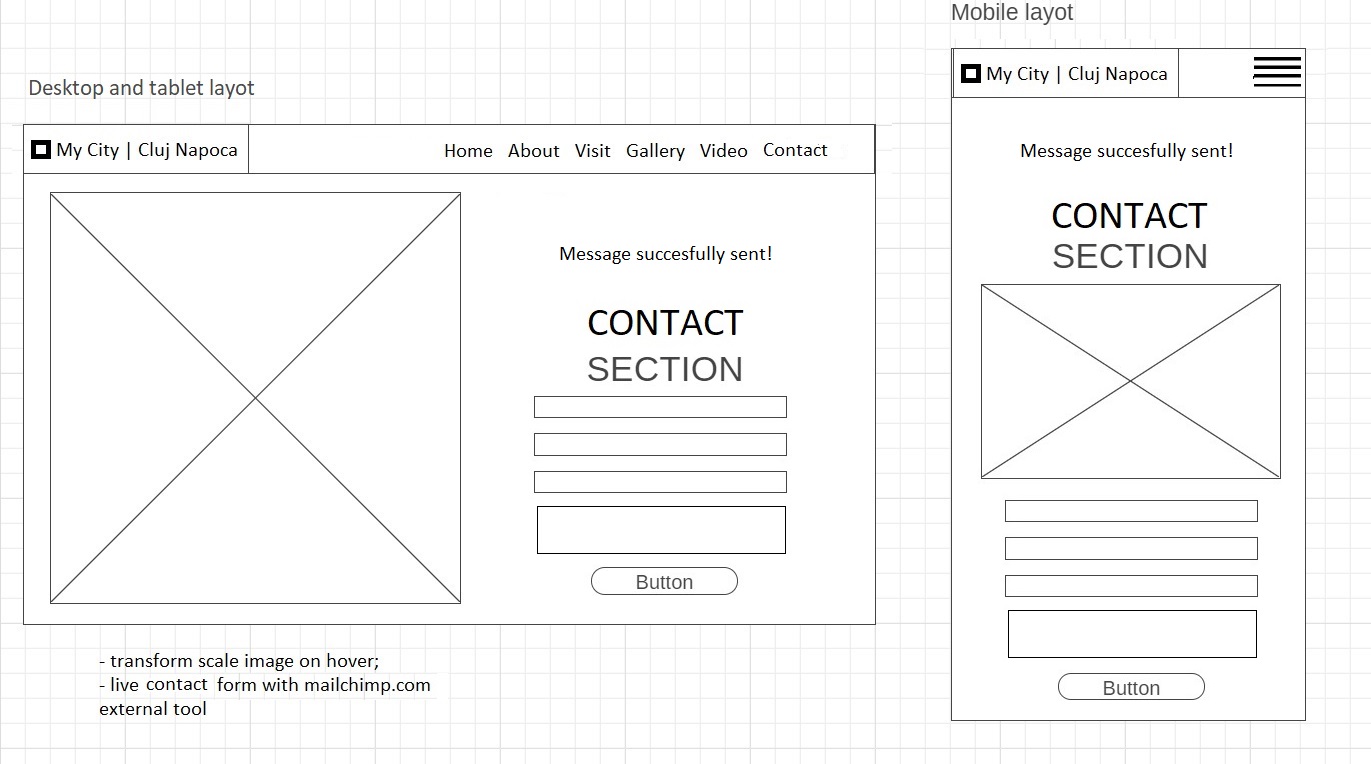 Mobile layot
Desktop and tablet layot
My City | Cluj Napoca
Home About Visit Gallery Video Contact
Message succesfully sent!
CONTACT
SECTION
Button
- transform scale image on hover;
- live contact form with mailchimp.com
external tool
My City | Cluj Napoca
Message succesfully sent!
CONTACT
SECTION
Button